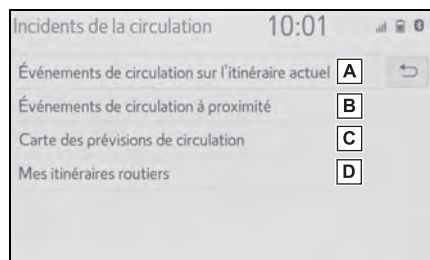 Incidents de la circulation 10:01
Événements de circulation sur l'itinéraire actuel A
Événements de circulation à proximité B
Carte des prévisions de circulation C
Mes itinéraires routiers D